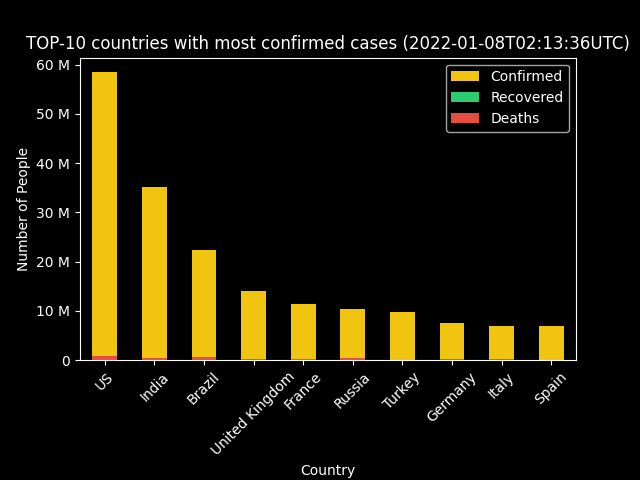 TOP-10 countries with most confirmed cases (2022-01-08T02:13:36UTC)
Confirmed
Recovered
Deaths
Number of People
60 M
50 M
40 M
30 M
20 M
10 M
0
US
India
Brazil
United Kingdom
France
Russia
Turkey
Germany
Italy
Spain
Country